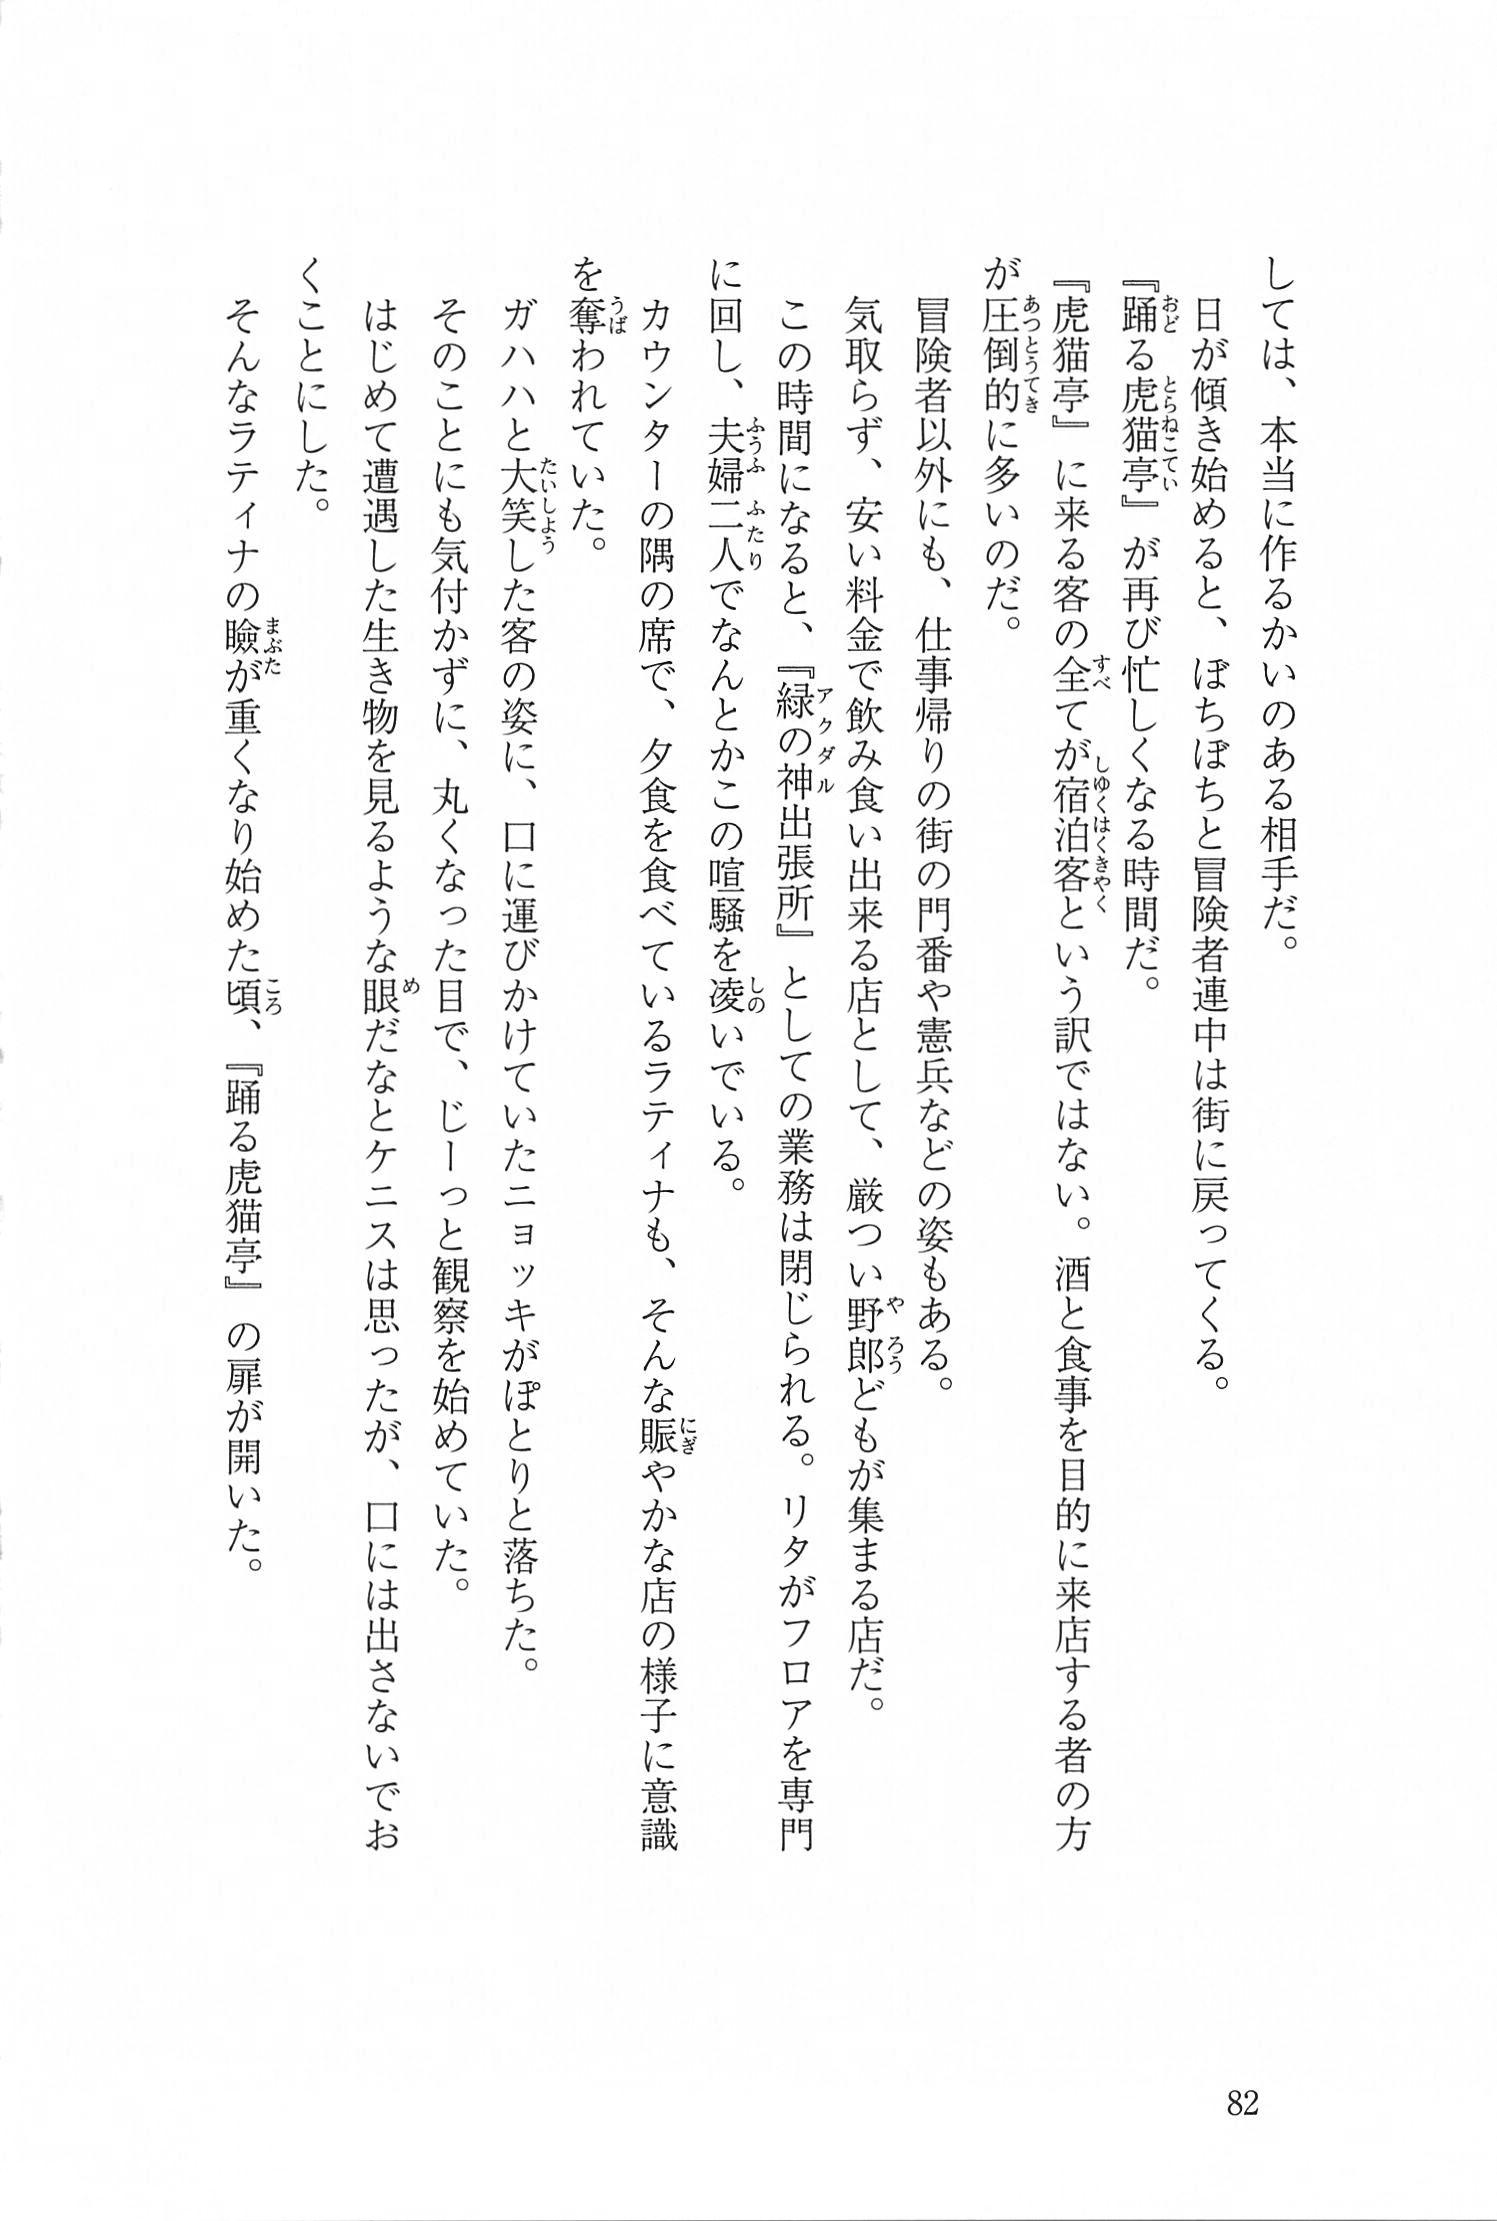 しては、本当に作るかいのある相手だ。
　日が傾き始めると、ぼちぼちと冒険者連中は街に戻ってくる。
『踊る虎猫亭』が再び忙しくなる時間だ。
『虎猫亭』に来る客の全てが宿泊客という訳ではない。酒と食事を目的に来店する者の方
が圧倒的に多いのだ。
　冒険者以外にも、仕事帰りの街の門番や憲兵などの姿もある。
　気取らず、安い料金で飲み食い出来る店として、厳つい野郎どもが集まる店だ。
　この時間になると、『緑の神出張所』としての業務は閉じられる。リタがフロアを専門
に回し、夫婦二人でなんとかこの喧騒を凌いでいる。
　カウンターの隅の席で、夕食を食べているラティナも、そんな賑やかな店の様子に意識
を奪われていた。
　ガハハと大笑した客の姿に、口に運びかけていたニョッキがぽとりと落ちた。
　そのことにも気付かずに、丸くなった目で、じーっと観察を始めていた。
　はじめて遭遇した生き物を見るような眼だなとケニスは思ったが、口には出さないでお
くことにした。
　そんなラティナの瞼が重くなり始めた頃、『踊る虎猫亭』の扉が開いた。
82